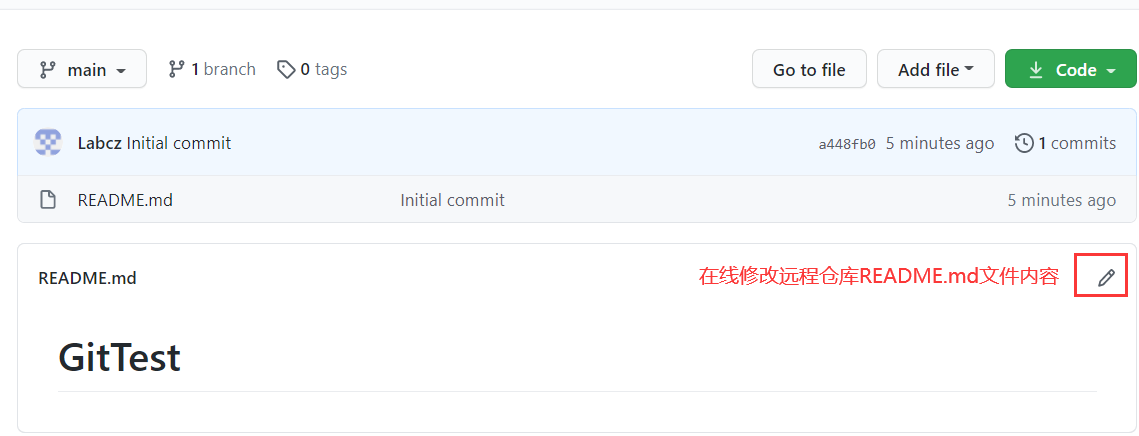 main 1 branch 0 tags Go to file Add file Code
Labcz Initial commit a448fb0 5 minutes ago 1 commits
README.md Initial commit 5 minutes ago
README.md 在线修改远程仓库README.md文件内容
GitTest